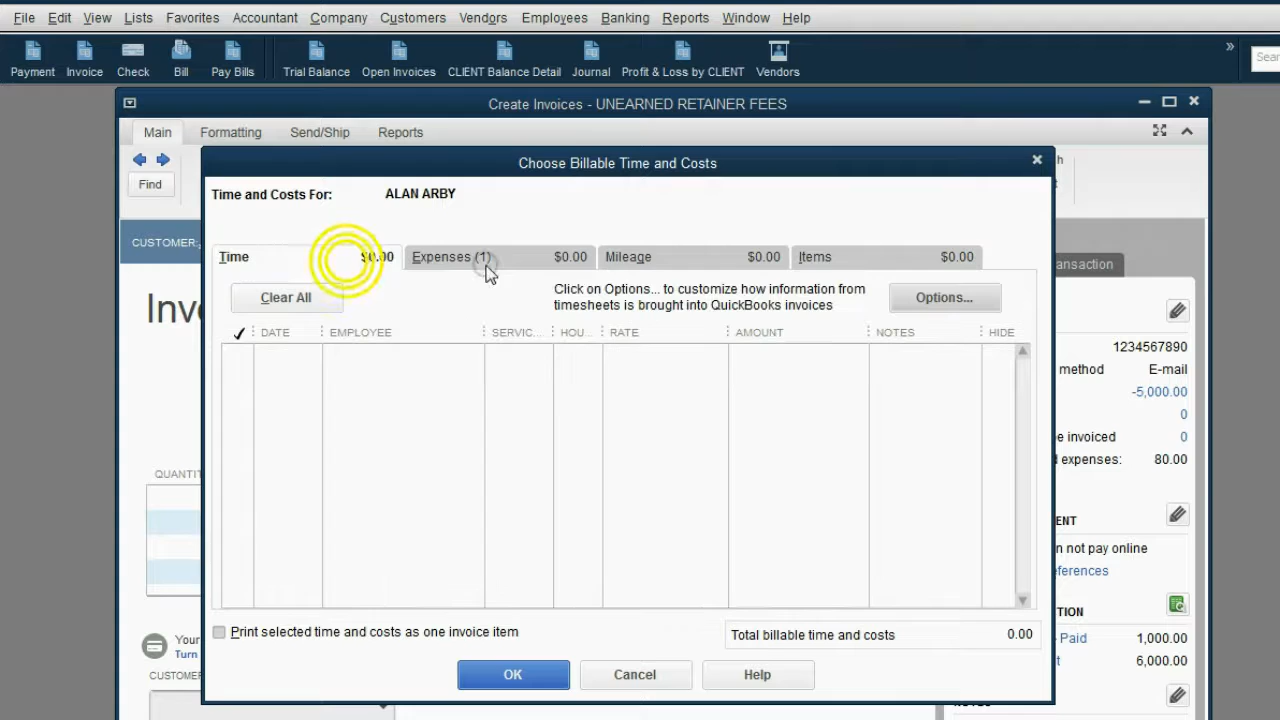 File Edit View Lists Favorites Accountant Company Customers Vendors Employees Banking Reports Window Help
Payment Invoice Check Bill Pay Bills Trial Balance Open Invoices CLIENT Balance Detail Journal Profit & Loss by CLIENT Vendors »
Sear
Create Invoices - UNEARNED RETAINER FEES
Main Formatting Send/Ship Reports
Find
Choose Billable Time and Costs
Time and Costs For: ALAN ARBY
CUSTOMER:
Time $0.00 Expenses (1) $0.00 Mileage $0.00 Items $0.00
Clear All
Click on Options... to customize how information from
timesheets is brought into QuickBooks invoices
Options...
✓ DATE EMPLOYEE SERVIC... HOU... RATE AMOUNT NOTES HIDE
Print selected time and costs as one invoice item
Total billable time and costs 0.00
OK Cancel Help
Inv
QUANTIT
Your
Turn
CUSTOME
ansaction
1234567890
method E-mail
-5,000.00
0
e invoiced 0
d expenses: 80.00
ENT
n not pay online
references
TION
Paid 1,000.00
t 6,000.00